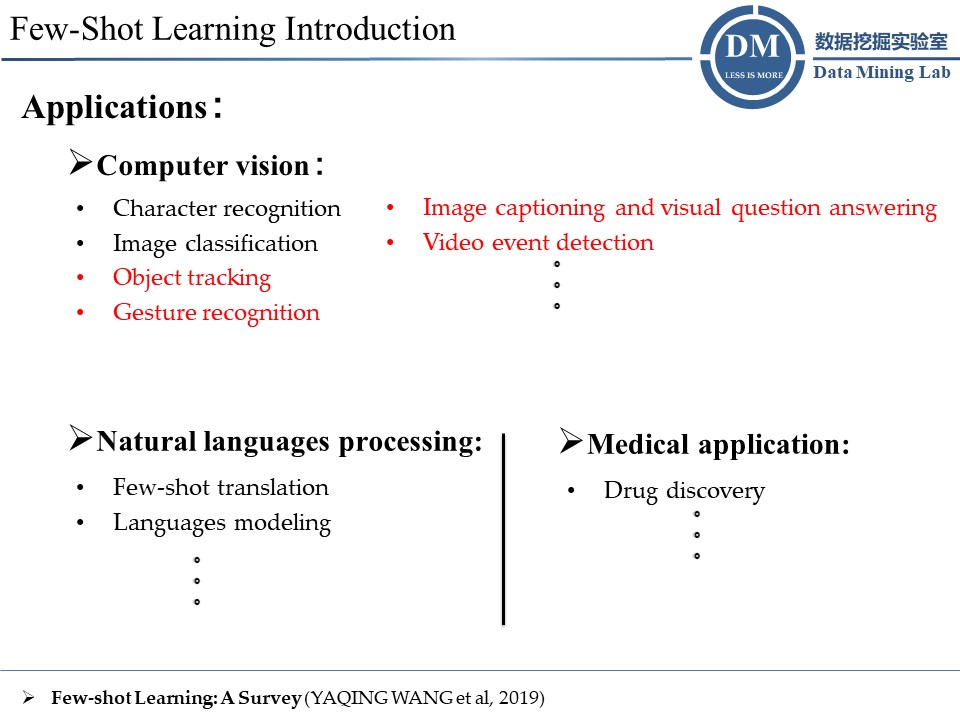 Few-Shot Learning Introduction
DM
LESS IS MORE
数据挖掘实验室
Data Mining Lab
Applications：
➢Computer vision：
• Character recognition
• Image classification
• Object tracking
• Gesture recognition
• Image captioning and visual question answering
• Video event detection
➢Natural languages processing:
• Few-shot translation
• Languages modeling
➢Medical application:
• Drug discovery
➢ Few-shot Learning: A Survey (YAQING WANG et al, 2019)